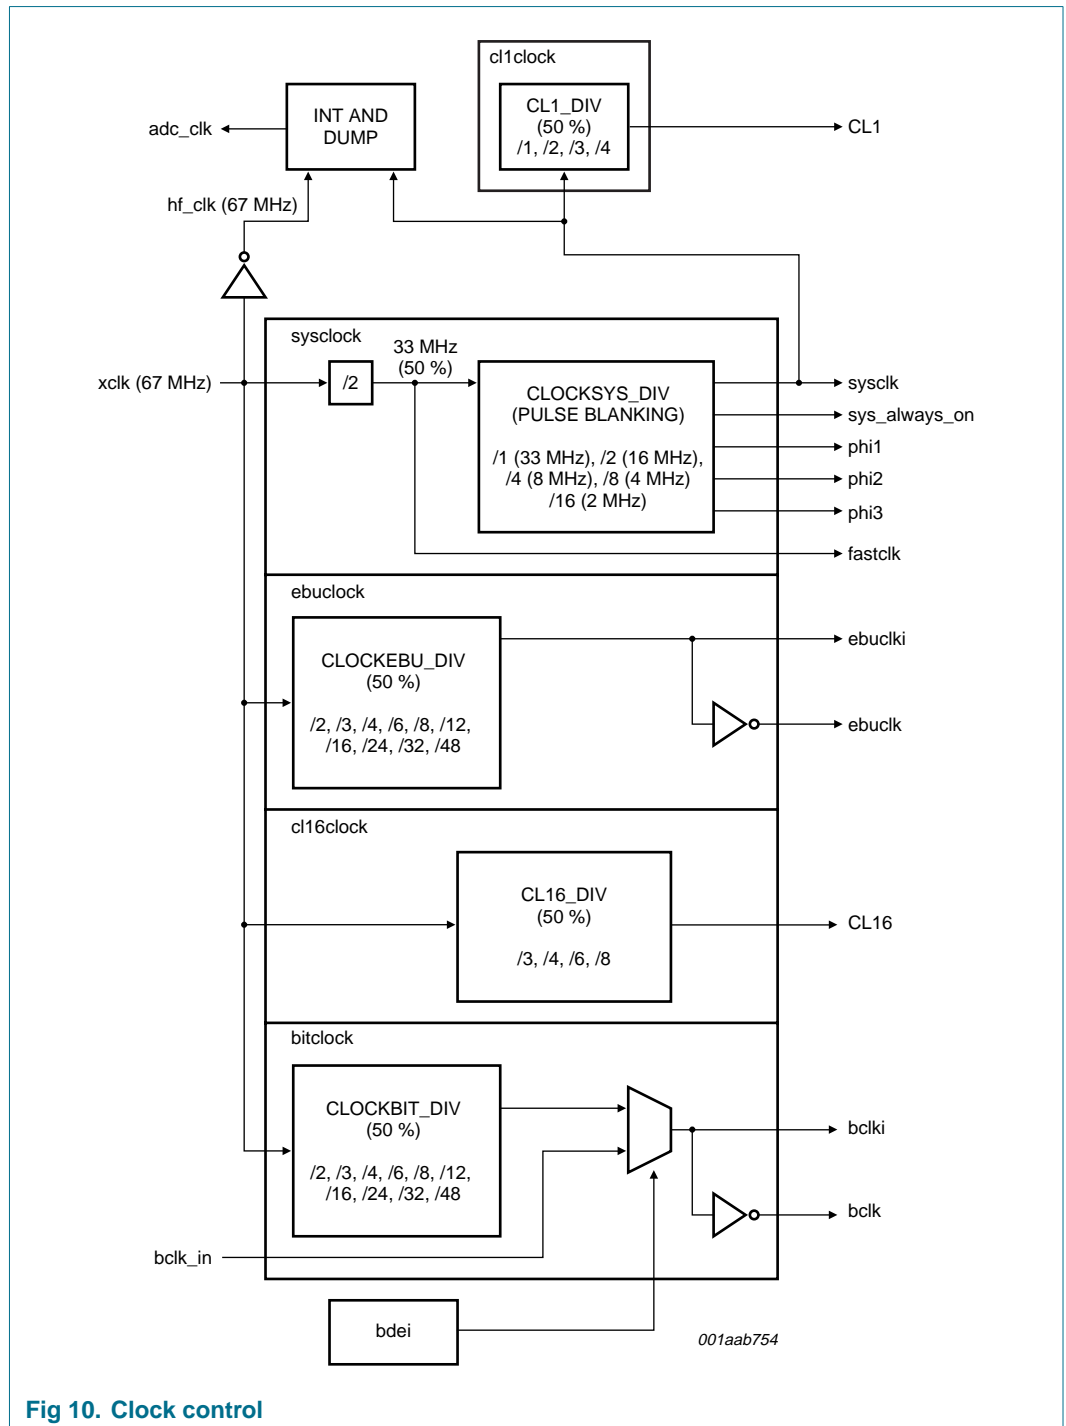 cl1clock
CL1_DIV
(50 %)
/1, /2, /3, /4
CL1
INT AND
DUMP
adc_clk
hf_clk (67 MHz)
sysclock
33 MHz
(50 %)
xclk (67 MHz)
/2
CLOCKSYS_DIV
(PULSE BLANKING)
/1 (33 MHz), /2 (16 MHz),
/4 (8 MHz), /8 (4 MHz)
/16 (2 MHz)
sysclk
sys_always_on
phi1
phi2
phi3
fastclk
ebuclock
CLOCKEBU_DIV
(50 %)
/2, /3, /4, /6, /8, /12,
/16, /24, /32, /48
ebuclki
ebuclk
cl16clock
CL16_DIV
(50 %)
/3, /4, /6, /8
CL16
bitclock
CLOCKBIT_DIV
(50 %)
/2, /3, /4, /6, /8, /12,
/16, /24, /32, /48
bclki
bclk
bclk_in
bdei
001aab754
Fig 10. Clock control